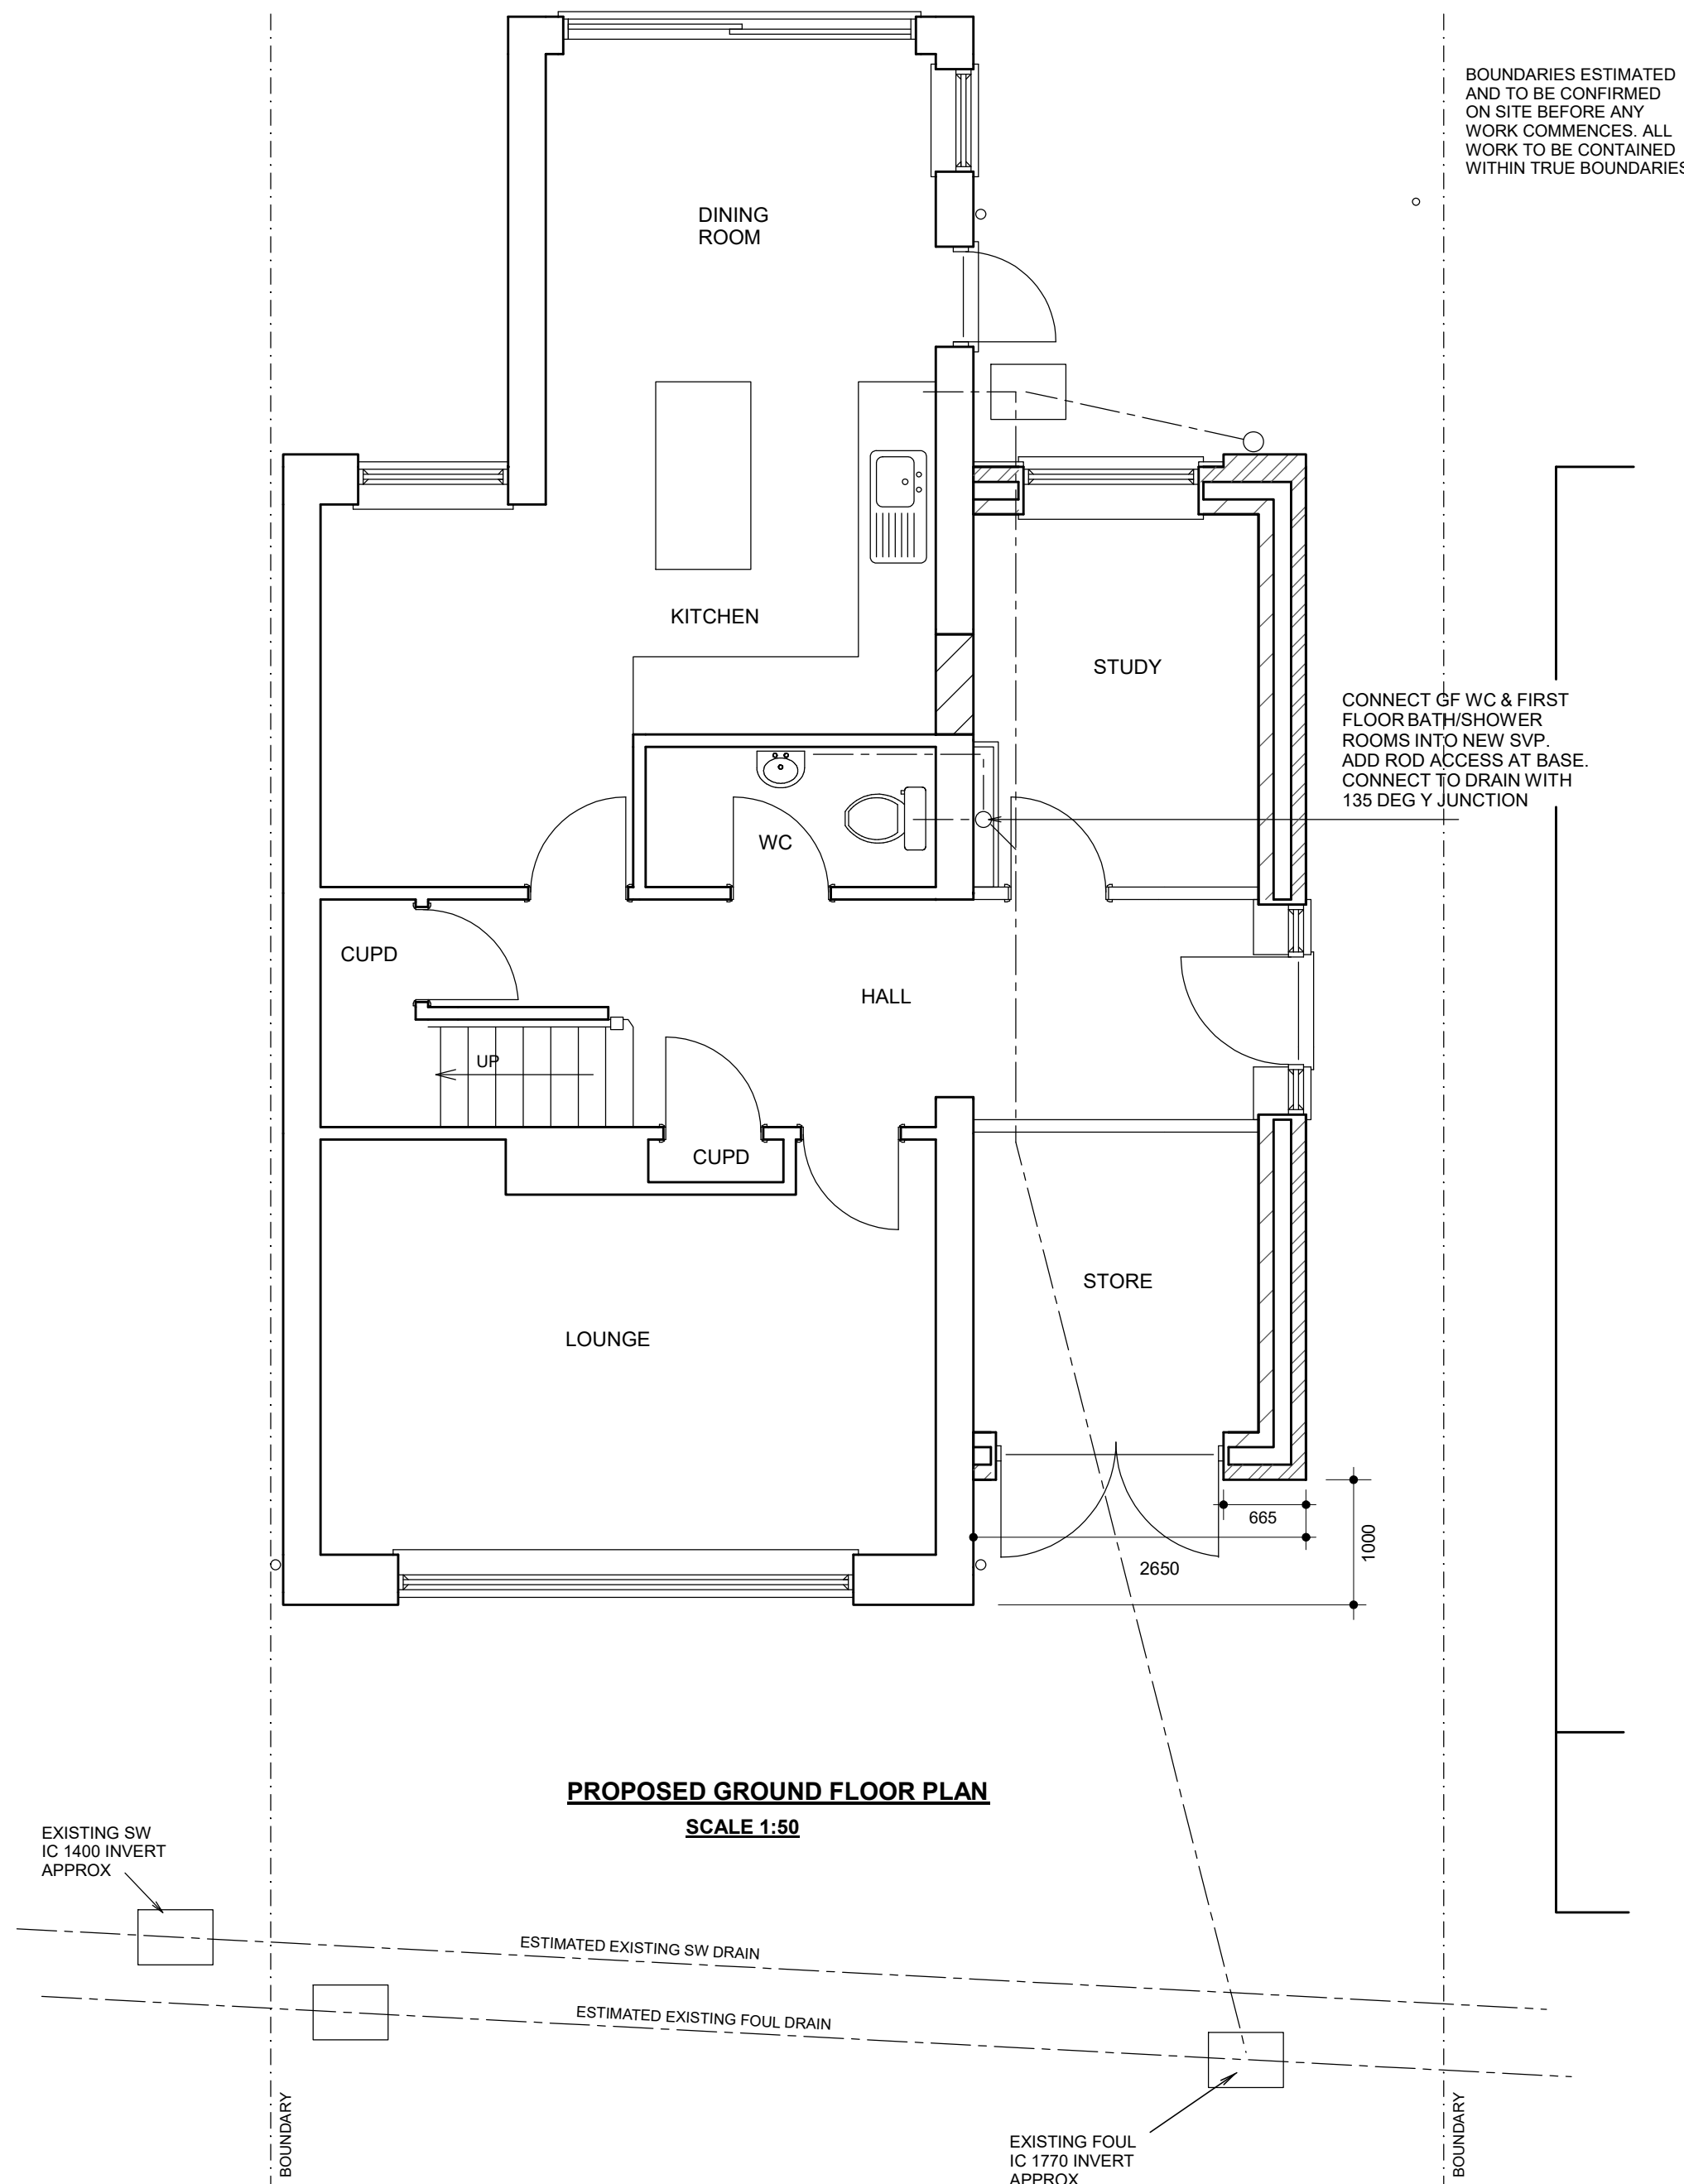 BOUNDARIES ESTIMATED
AND TO BE CONFIRMED
ON SITE BEFORE ANY
WORK COMMENCES. ALL
WORK TO BE CONTAINED
WITHIN TRUE BOUNDARIES
DINING
ROOM
KITCHEN
STUDY
CONNECT GF WC & FIRST
FLOOR BATH/SHOWER
ROOMS INTO NEW SVP.
ADD ROD ACCESS AT BASE.
CONNECT TO DRAIN WITH
135 DEG Y JUNCTION
WC
CUPD
HALL
UP
CUPD
STORE
LOUNGE
665
2650
1000
PROPOSED GROUND FLOOR PLAN
SCALE 1:50
EXISTING SW
IC 1400 INVERT
APPROX
ESTIMATED EXISTING SW DRAIN
ESTIMATED EXISTING FOUL DRAIN
BOUNDARY
BOUNDARY
EXISTING FOUL
IC 1770 INVERT
APPROX